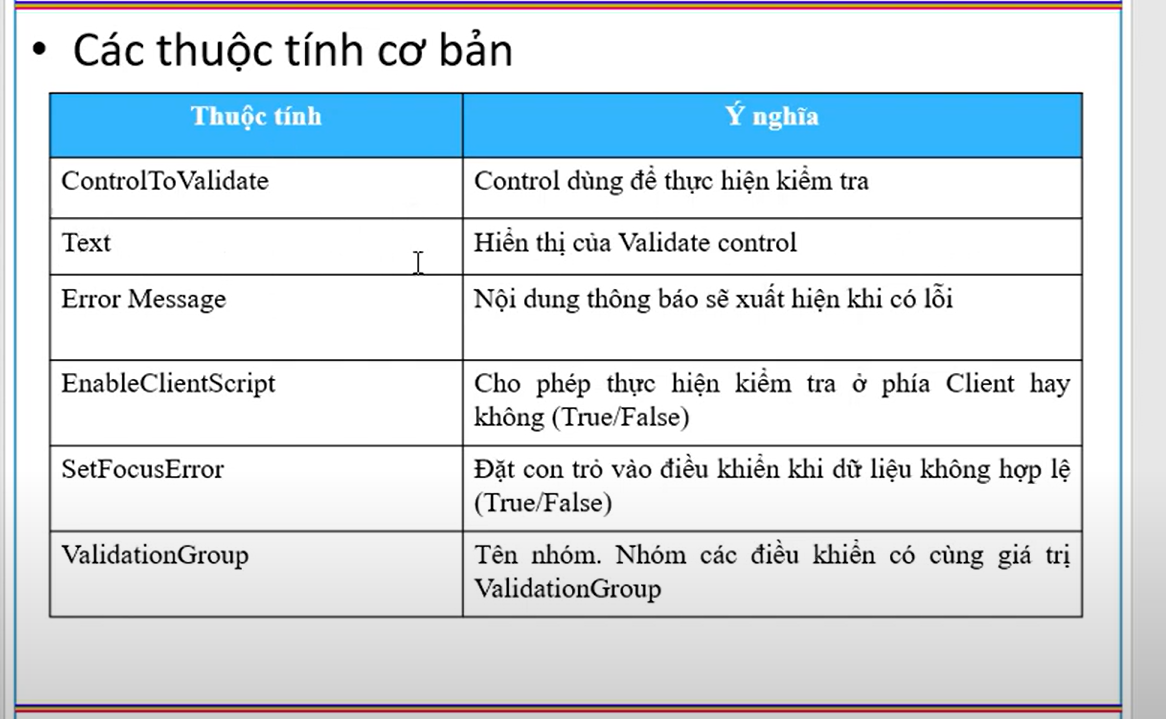 • Các thuộc tính cơ bản
Thuộc tính
Ý nghĩa
ControlToValidate
Control dùng để thực hiện kiểm tra
Text
Hiển thị của Validate control
Error Message
Nội dung thông báo sẽ xuất hiện khi có lỗi
EnableClientScript
Cho phép thực hiện kiểm tra ở phía Client hay
không (True/False)
SetFocusError
Đặt con trỏ vào điều khiển khi dữ liệu không hợp lệ
(True/False)
ValidationGroup
Tên nhóm. Nhóm các điều khiển có cùng giá trị
ValidationGroup